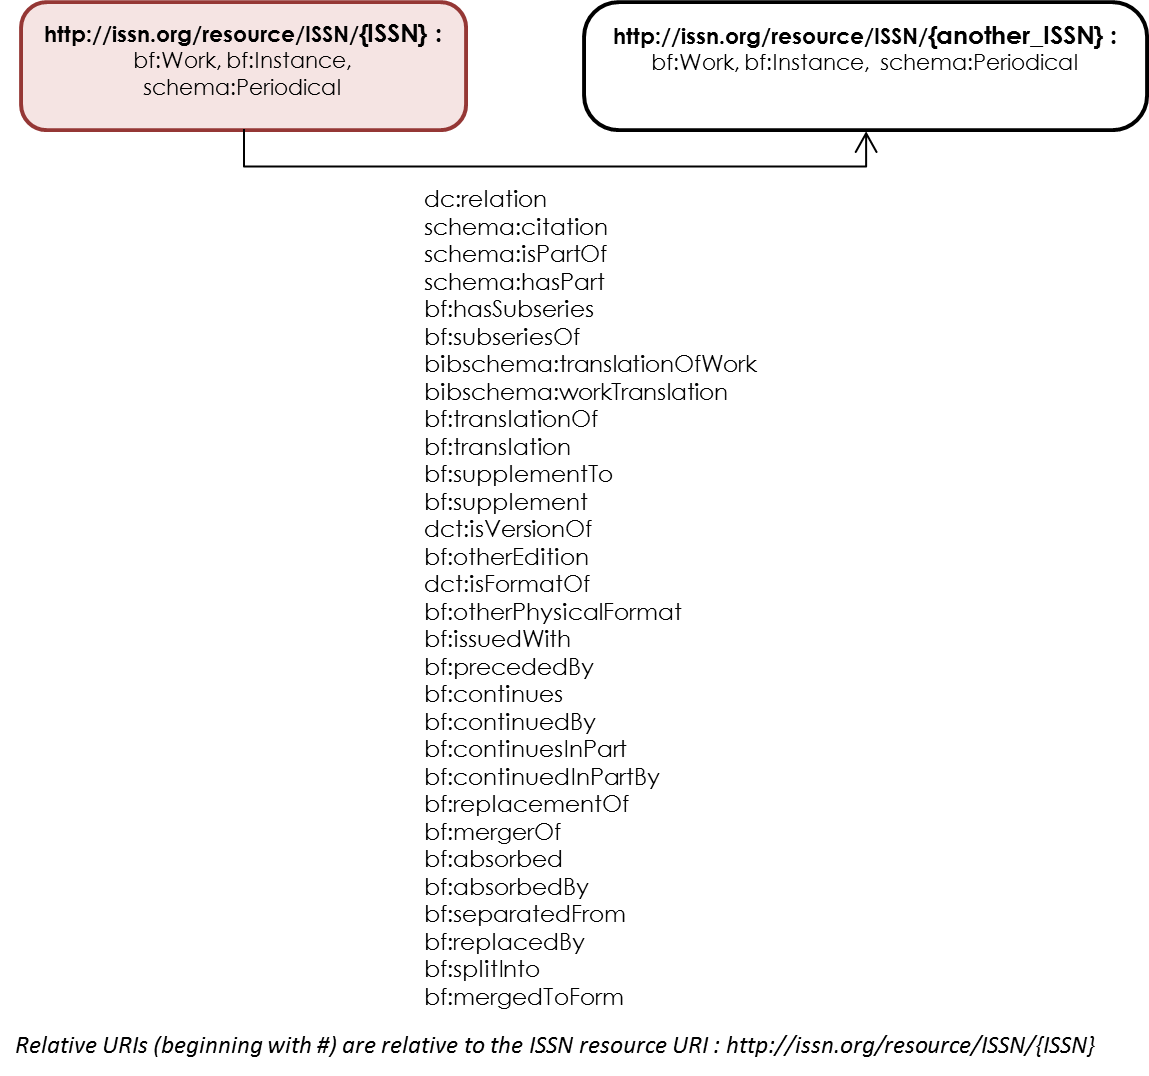 http://issn.org/resource/ISSN/{ISSN} :
bf:Work, bf:Instance,
schema:Periodical
http://issn.org/resource/ISSN/{another_ISSN} :
bf:Work, bf:Instance,  schema:Periodical
dc:relation
schema:citation
schema:isPartOf
schema:hasPart
bf:hasSubseries
bf:subseriesOf
bibschema:translationOfWork
bibschema:workTranslation
bf:translationOf
bf:translation
bf:supplementTo
bf:supplement
dct:isVersionOf
bf:otherEdition
dct:isFormatOf
bf:otherPhysicalFormat
bf:issuedWith
bf:precededBy
bf:continues
bf:continuedBy
bf:continuesInPart
bf:continuedInPartBy
bf:replacementOf
bf:mergerOf
bf:absorbed
bf:absorbedBy
bf:separatedFrom
bf:replacedBy
bf:splitInto
bf:mergedToForm
Relative URIs (beginning with #) are relative to the ISSN resource URI : http://issn.org/resource/ISSN/{ISSN}